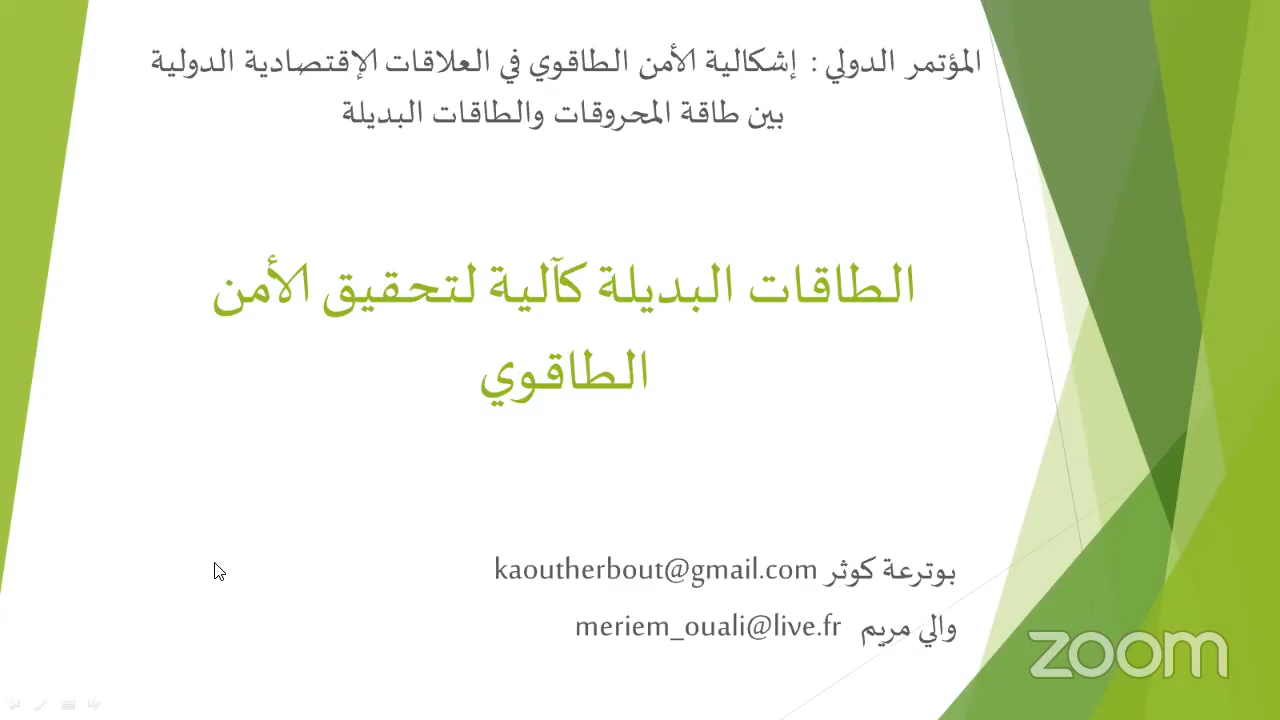 المؤتمر الدولي : إشكالية الأمن الطاقوي في العلاقات الإقتصادية الدولية
بين طاقة المحروقات والطاقات البديلة
الطاقات البديلة كآلية لتحقيق الأمن
الطاقوي
بوترعة كوثر kaoutherbout@gmail.com
والي مريم meriem_ouali@live.fr
zoom